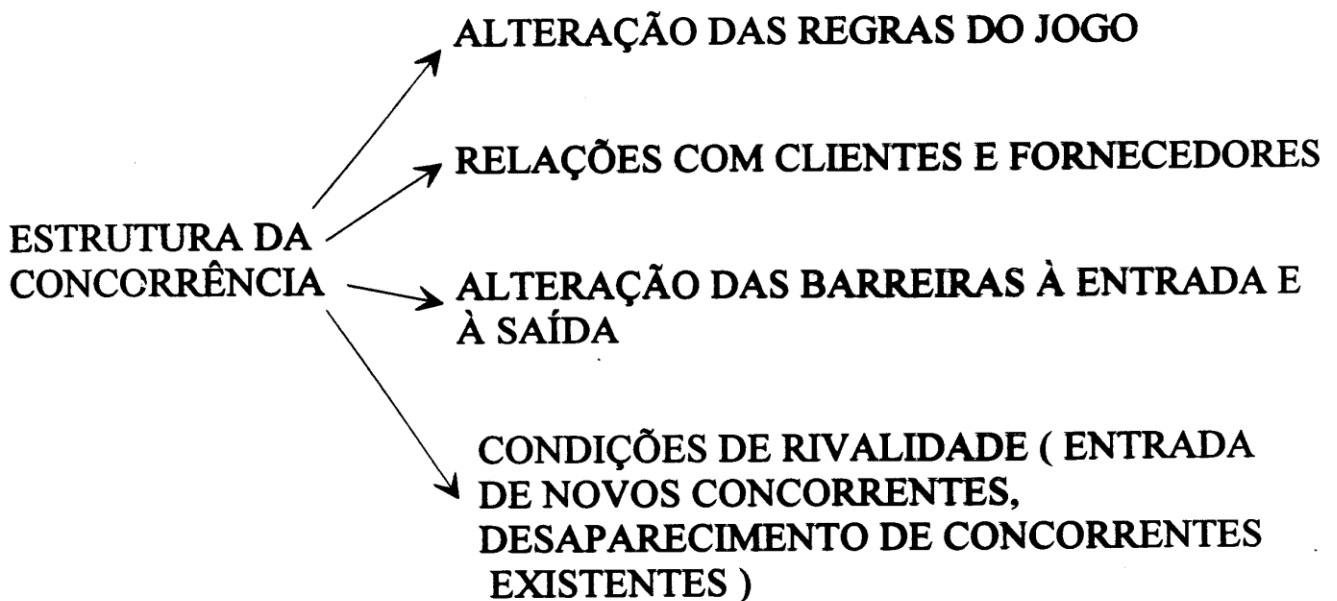 ALTERAÇÃO DAS REGRAS DO JOGO
RELAÇÕES COM CLIENTES E FORNECEDORES
ESTRUTURA DA
CONCORRÊNCIA
ALTERAÇÃO DAS BARREIRAS À ENTRADA E
À SAÍDA
CONDIÇÕES DE RIVALIDADE ( ENTRADA
DE NOVOS CONCORRENTES,
DESAPARECIMENTO DE CONCORRENTES
EXISTENTES )